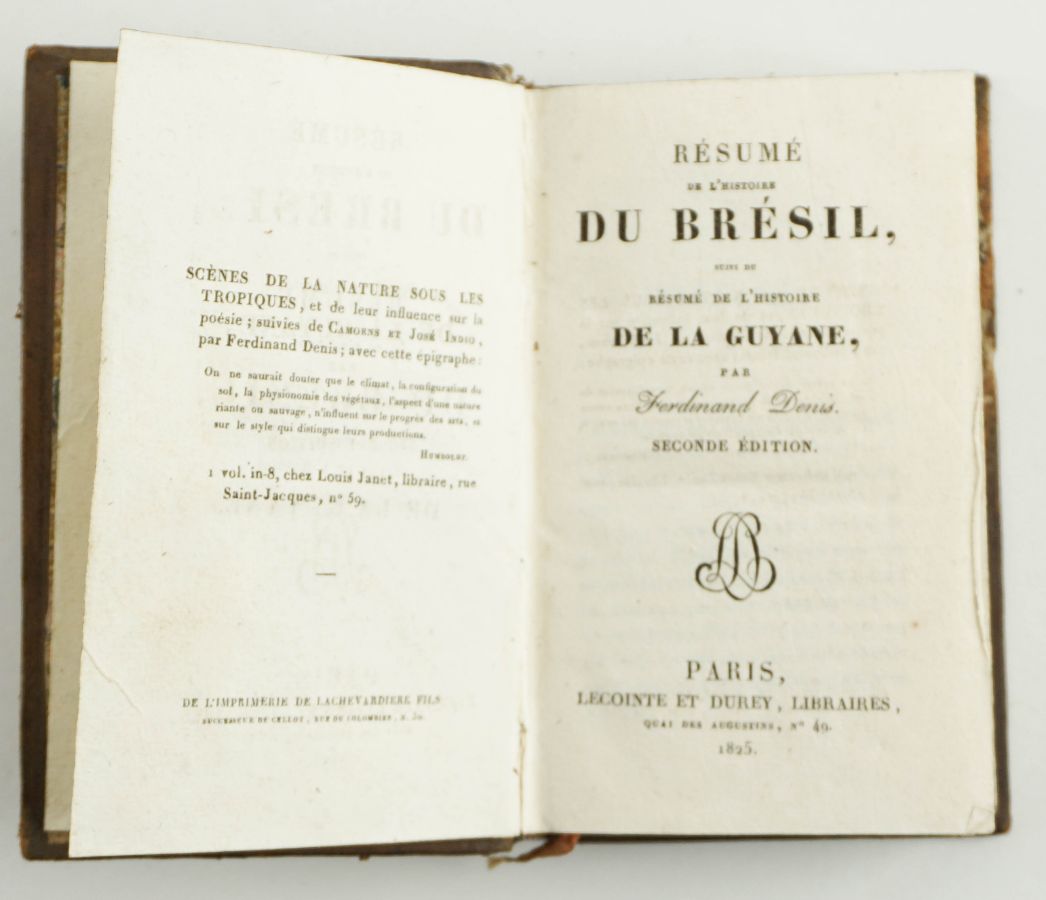 SCÈNES DE LA NATURE SOUS LES
TROPIQUES, et de leur influence sur la
poésie; suivies de CAMOENS ET JOSÉ INDIO,
par Ferdinand Denis; avec cette épigraphe:
On ne saurait douter que le climat, la configuration du
sol, la physionomie des végétaux, l'aspect d'une nature
riante ou sauvage, n'influent sur le progrès des arts, et
sur le style qui distingue leurs productions.
HUMBOLDT.
1 vol. in-8, chez Louis Janet, libraire, rue
Saint-Jacques, n° 59.
DE L'IMPRIMERIE DE LACHEVARDIERE FILS
SUCCESSEUR DE CELLOT, RUE DU COLOMBIER, N. 30.
RÉSUMÉ
DE L'HISTOIRE
DU BRÉSIL,
SUIVI DU
RÉSUMÉ DE L'HISTOIRE
DE LA GUYANE,
PAR
Ferdinand Denis.
SECONDE ÉDITION.
PARIS,
LECOINTE ET DUREY, LIBRAIRES,
QUAI DES AUGUSTINS, N° 49.
1825.